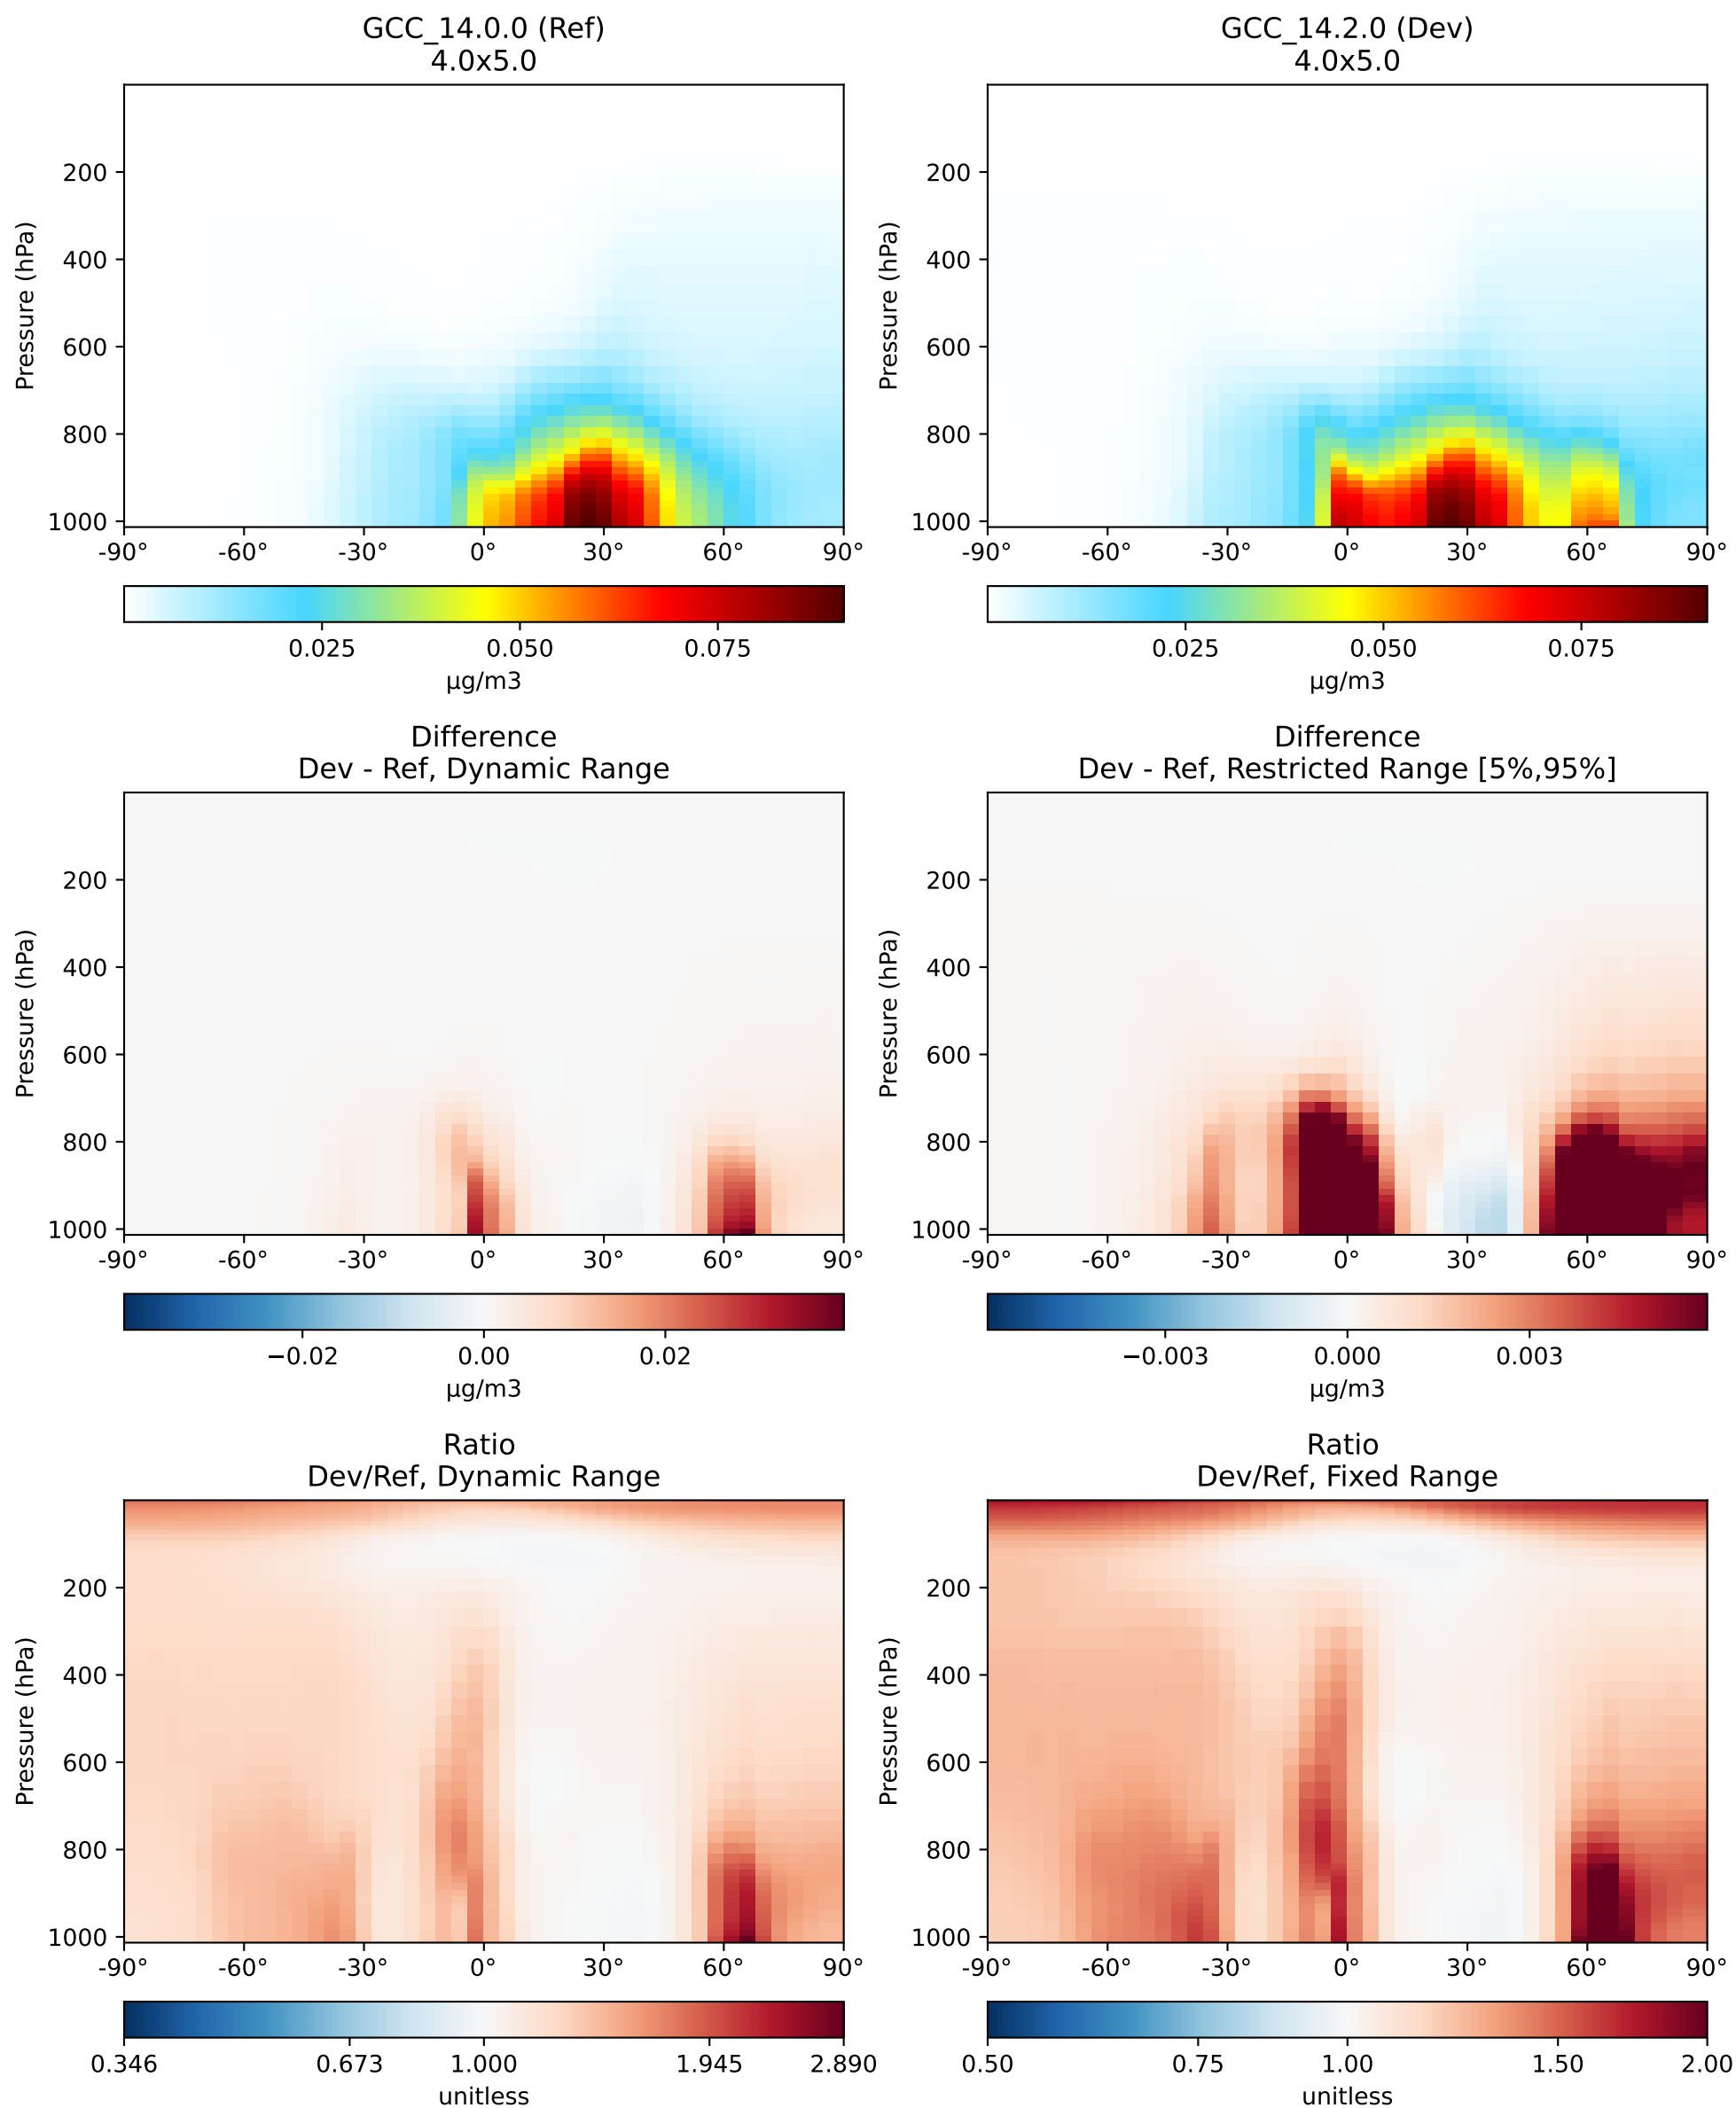 GCC_14.0.0 (Ref)
4.0x5.0
Pressure (hPa)
200
400
600
800
1000
-90° -60° -30° 0° 30° 60° 90°
0.025 0.050 0.075
µg/m3
GCC_14.2.0 (Dev)
4.0x5.0
Pressure (hPa)
200
400
600
800
1000
-90° -60° -30° 0° 30° 60° 90°
0.025 0.050 0.075
µg/m3
Difference
Dev - Ref, Dynamic Range
Pressure (hPa)
200
400
600
800
1000
-90° -60° -30° 0° 30° 60° 90°
−0.02 0.00 0.02
µg/m3
Difference
Dev - Ref, Restricted Range [5%,95%]
Pressure (hPa)
200
400
600
800
1000
-90° -60° -30° 0° 30° 60° 90°
−0.003 0.000 0.003
µg/m3
Ratio
Dev/Ref, Dynamic Range
Pressure (hPa)
200
400
600
800
1000
-90° -60° -30° 0° 30° 60° 90°
0.346 0.673 1.000 1.945 2.890
unitless
Ratio
Dev/Ref, Fixed Range
Pressure (hPa)
200
400
600
800
1000
-90° -60° -30° 0° 30° 60° 90°
0.50 0.75 1.00 1.50 2.00
unitless